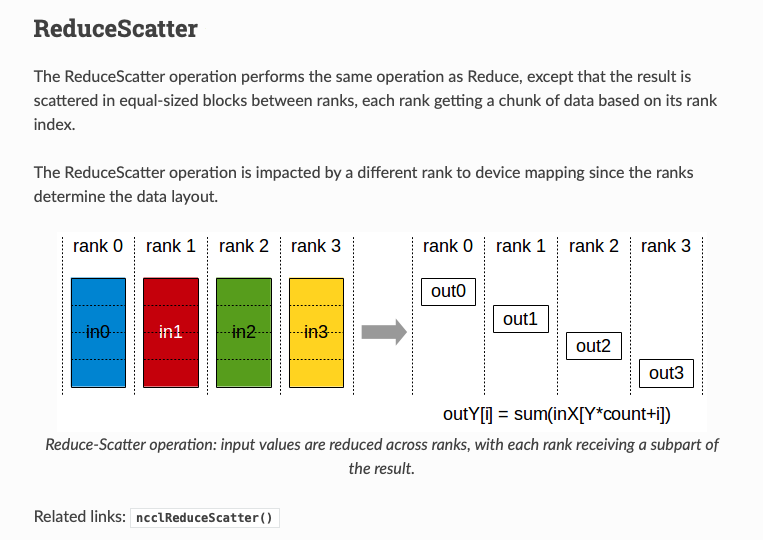 ReduceScatter
The ReduceScatter operation performs the same operation as Reduce, except that the result is
scattered in equal-sized blocks between ranks, each rank getting a chunk of data based on its rank
index.
The ReduceScatter operation is impacted by a different rank to device mapping since the ranks
determine the data layout.
rank 0 rank 1 rank 2 rank 3 rank 0 rank 1 rank 2 rank 3
out0
out1
in0 in1 in2 in3
out2
out3
outY[i] = sum(inX[Y*count+i])
Reduce-Scatter operation: input values are reduced across ranks, with each rank receiving a subpart of
the result.
Related links: ncclReduceScatter()